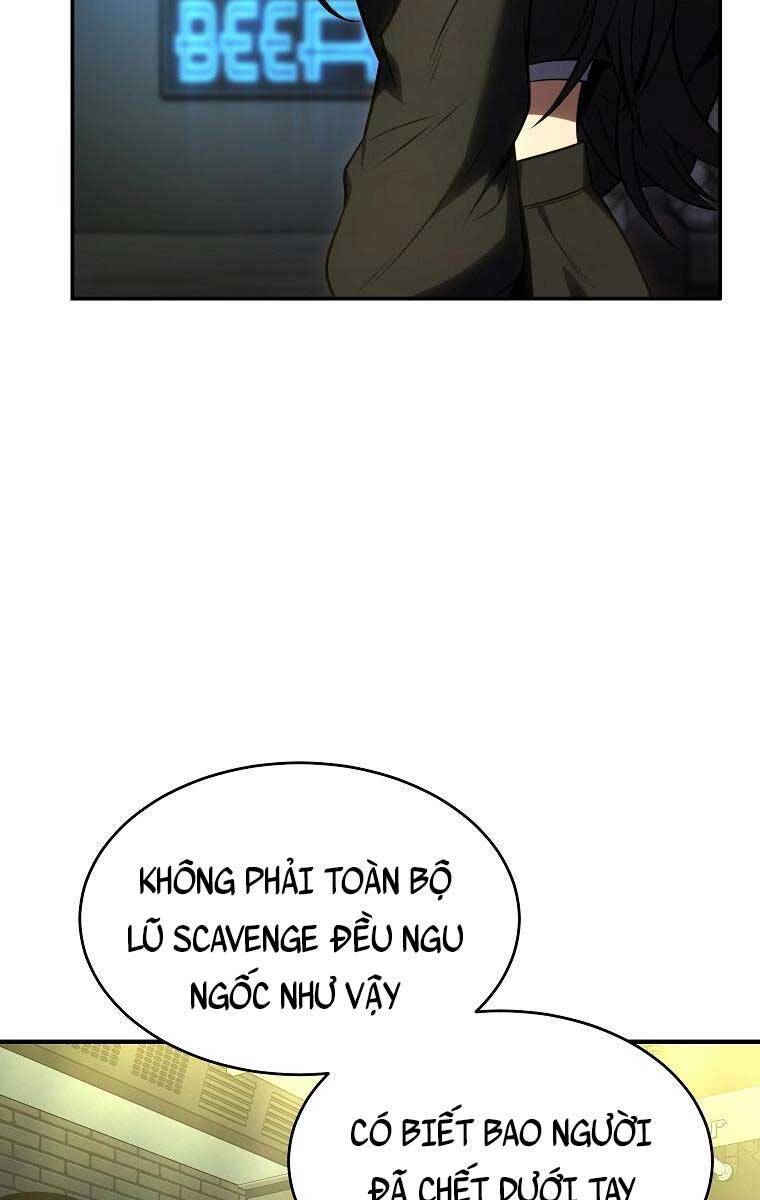 BEER
KHÔNG PHẢI TOÀN BỘ
LŨ SCAVENGE ĐỀU NGU
NGỐC NHƯ VẬY
CÓ BIẾT BAO NGƯỜI
ĐÃ CHẾT DƯỚI TAY